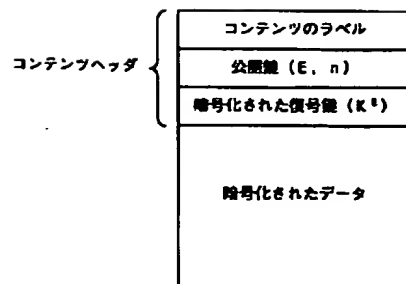 コンテンツのラベル
コンテンツヘッダ
公開鍵 (E, n)
暗号化された復号鍵 (K^E)
暗号化されたデータ